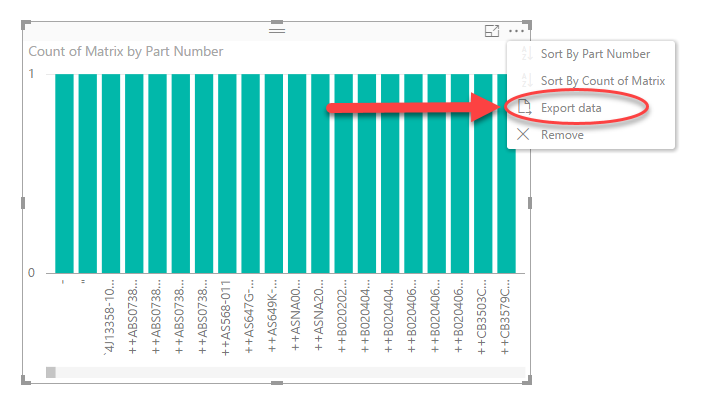 Count of Matrix by Part Number
Sort By Part Number
Sort By Count of Matrix
Export data
Remove
1
0
-
"
`4J13358-10...
++ABS0738...
++ABS0738...
++ABS0738...
++ABS0738...
++AS568-011
++AS647G-...
++AS649K-...
++ASNA00...
++ASNA20...
++B020202...
++B020404...
++B020406...
++B020406...
++B020406...
++CB3503C...
++CB3579C...